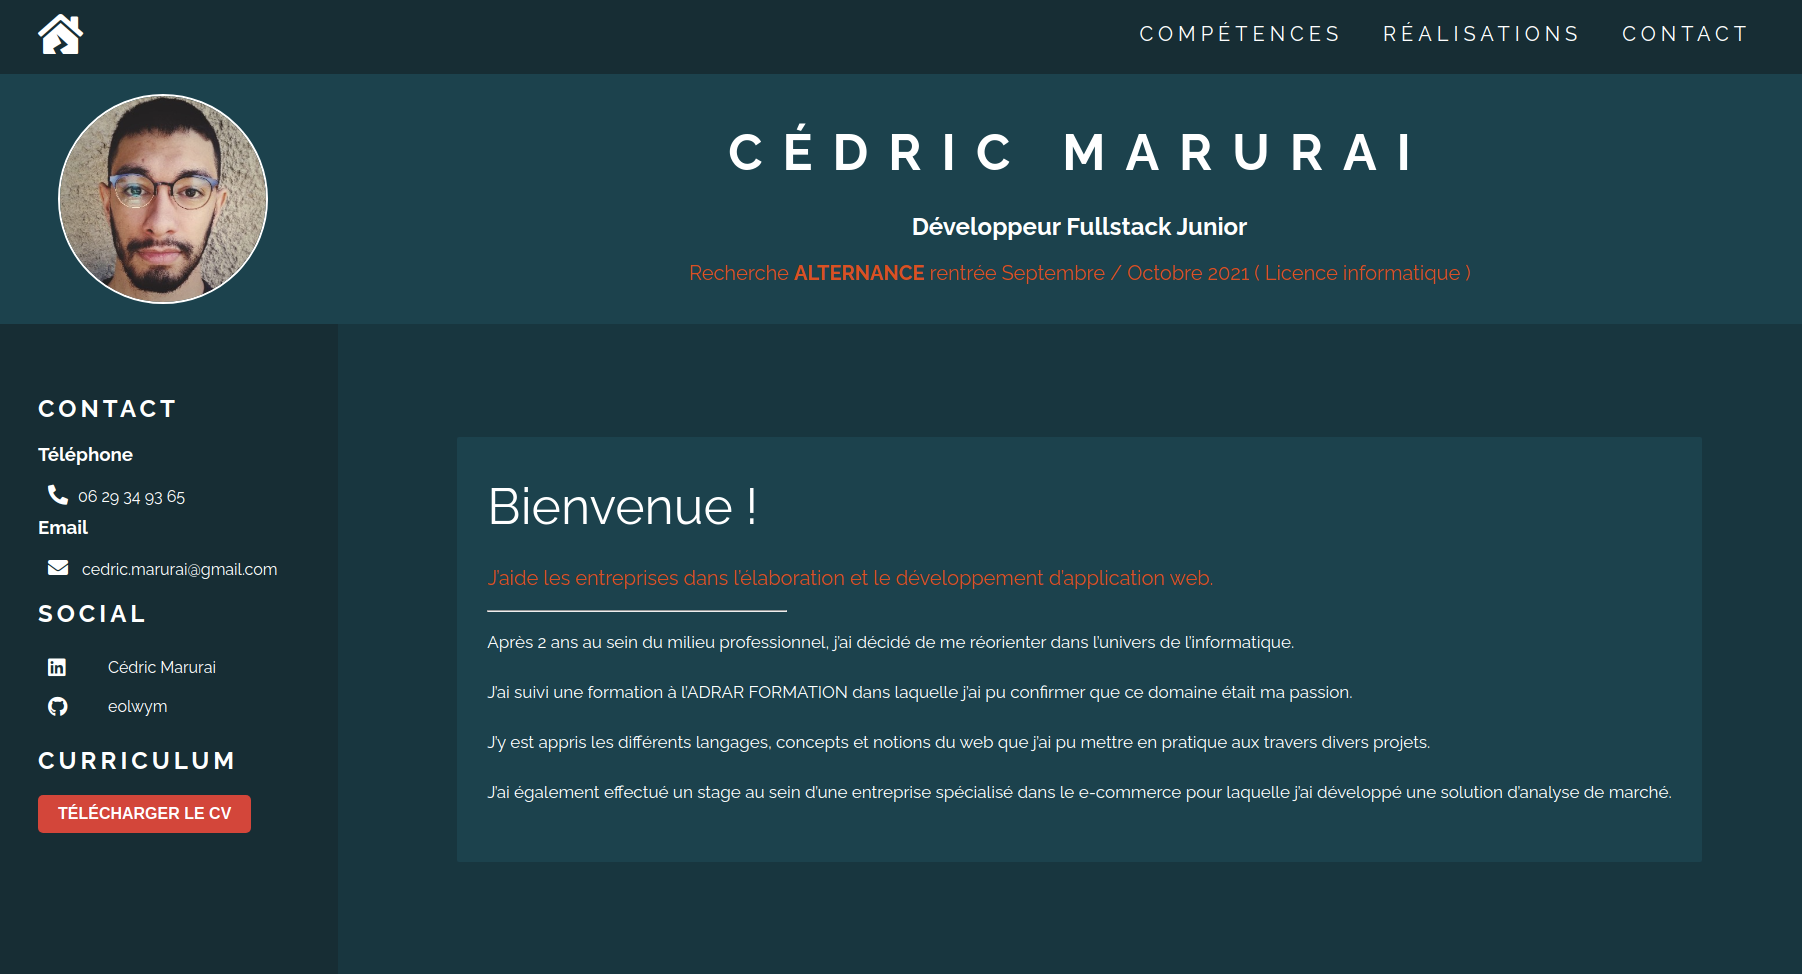 COMPÉTENCES RÉALISATIONS CONTACT
CÉDRIC MARURAI
Développeur Fullstack Junior
Recherche ALTERNANCE rentrée Septembre / Octobre 2021 ( Licence informatique )
CONTACT
Téléphone
06 29 34 93 65
Email
cedric.marurai@gmail.com
SOCIAL
Cédric Marurai
eolwym
CURRICULUM
TÉLÉCHARGER LE CV
Bienvenue !
J'aide les entreprises dans l'élaboration et le développement d'application web.
Après 2 ans au sein du milieu professionnel, j'ai décidé de me réorienter dans l'univers de l'informatique.
J'ai suivi une formation à l'ADRAR FORMATION dans laquelle j'ai pu confirmer que ce domaine était ma passion.
J'y est appris les différents langages, concepts et notions du web que j'ai pu mettre en pratique aux travers divers projets.
J'ai également effectué un stage au sein d'une entreprise spécialisé dans le e-commerce pour laquelle j'ai développé une solution d'analyse de marché.